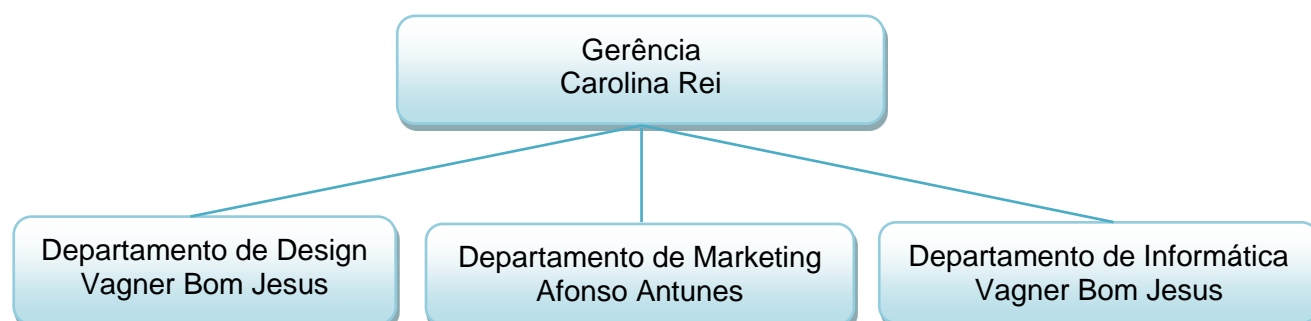 Gerência
Carolina Rei
Departamento de Design
Vagner Bom Jesus
Departamento de Marketing
Afonso Antunes
Departamento de Informática
Vagner Bom Jesus